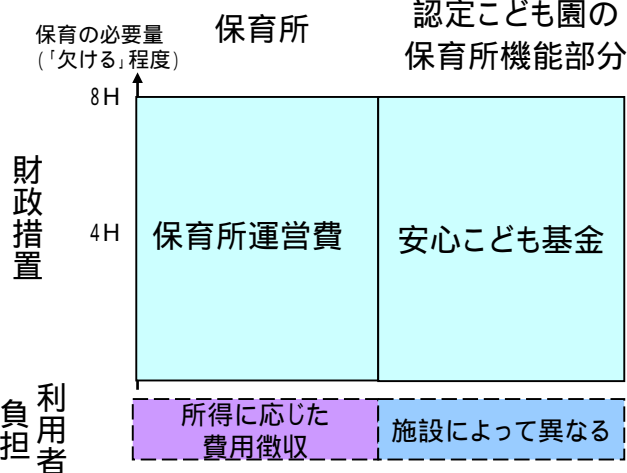 保育の必要量
(「欠ける」程度)
保育所
認定こども園の
保育所機能部分
8H
財政措置
4H
保育所運営費
安心こども基金
利用者
負担
所得に応じた
費用徴収
施設によって異なる